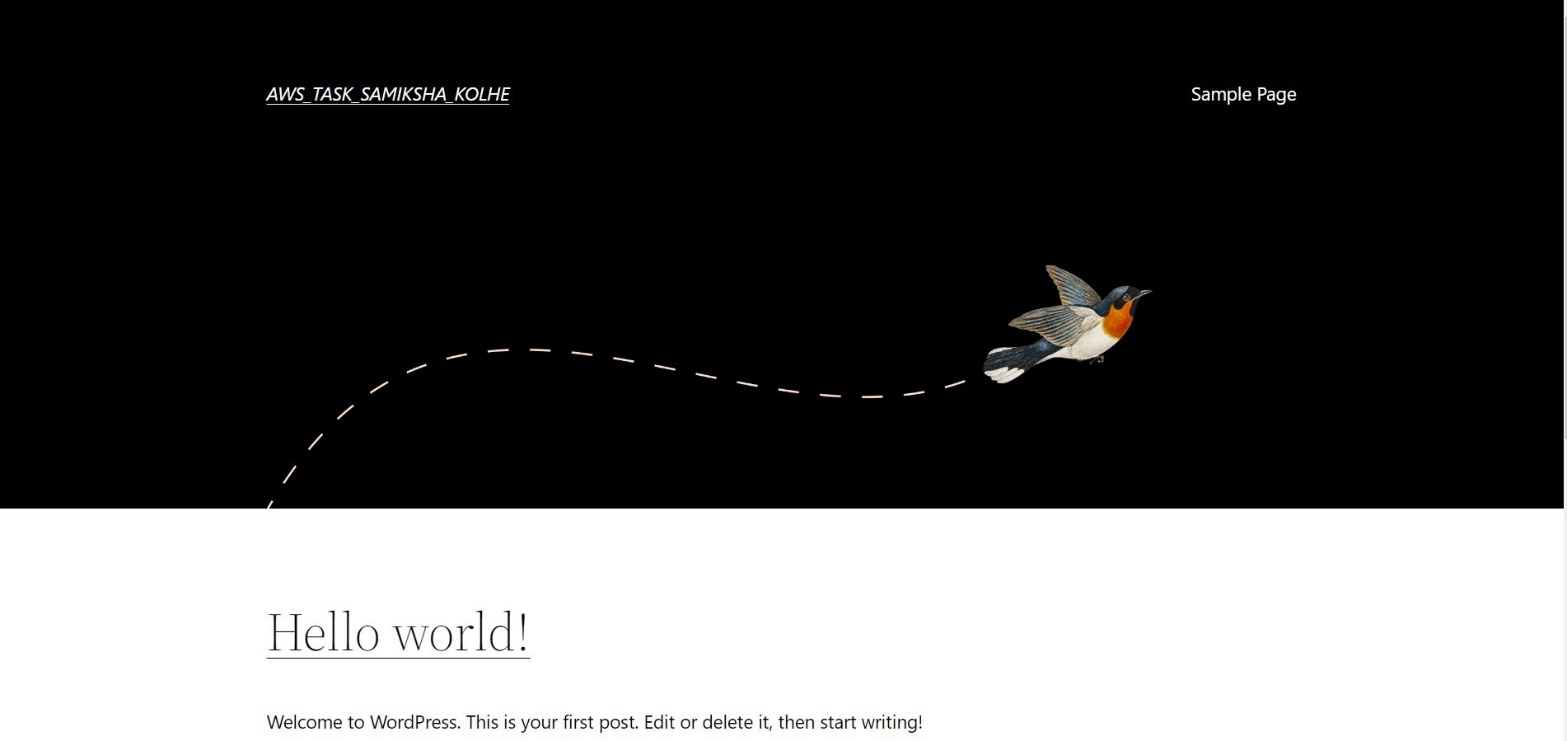 AWS_TASK_SAMIKSHA_KOLHE
Sample Page
Hello world!
Welcome to WordPress. This is your first post. Edit or delete it, then start writing!